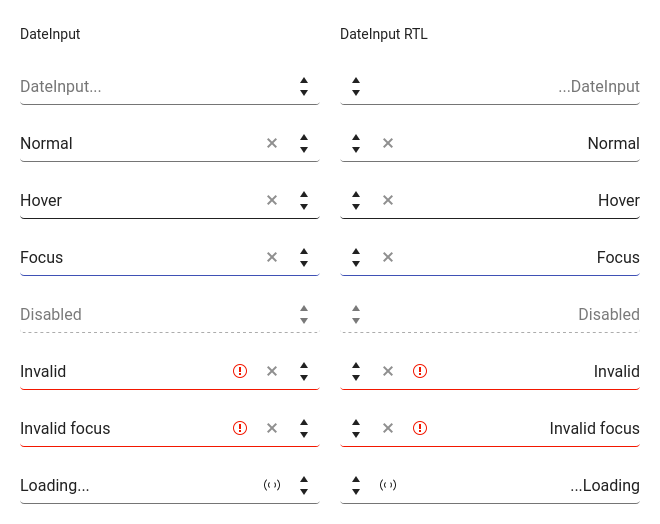 DateInput
DateInput RTL
DateInput...
...DateInput
Normal
Normal
Hover
Hover
Focus
Focus
Disabled
Disabled
Invalid
Invalid
Invalid focus
Invalid focus
Loading...
...Loading